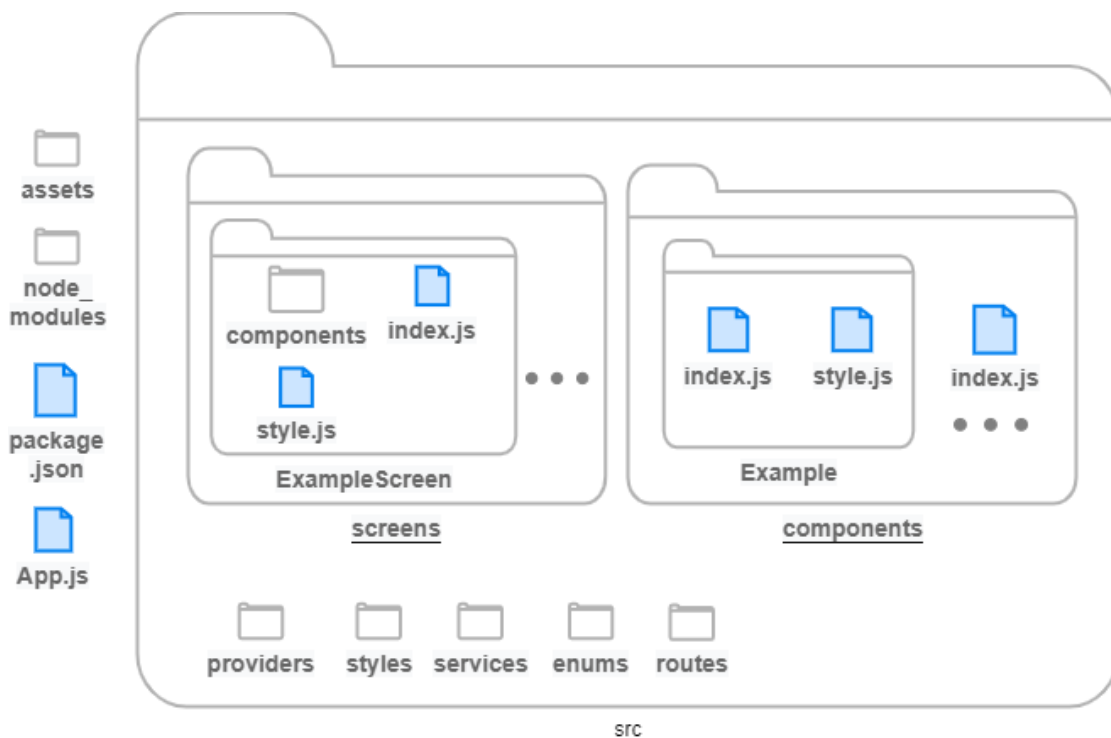 assets
node_
modules
package
.json
App.js
components
index.js
style.js
ExampleScreen
screens
index.js
style.js
index.js
Example
components
providers
styles
services
enums
routes
src